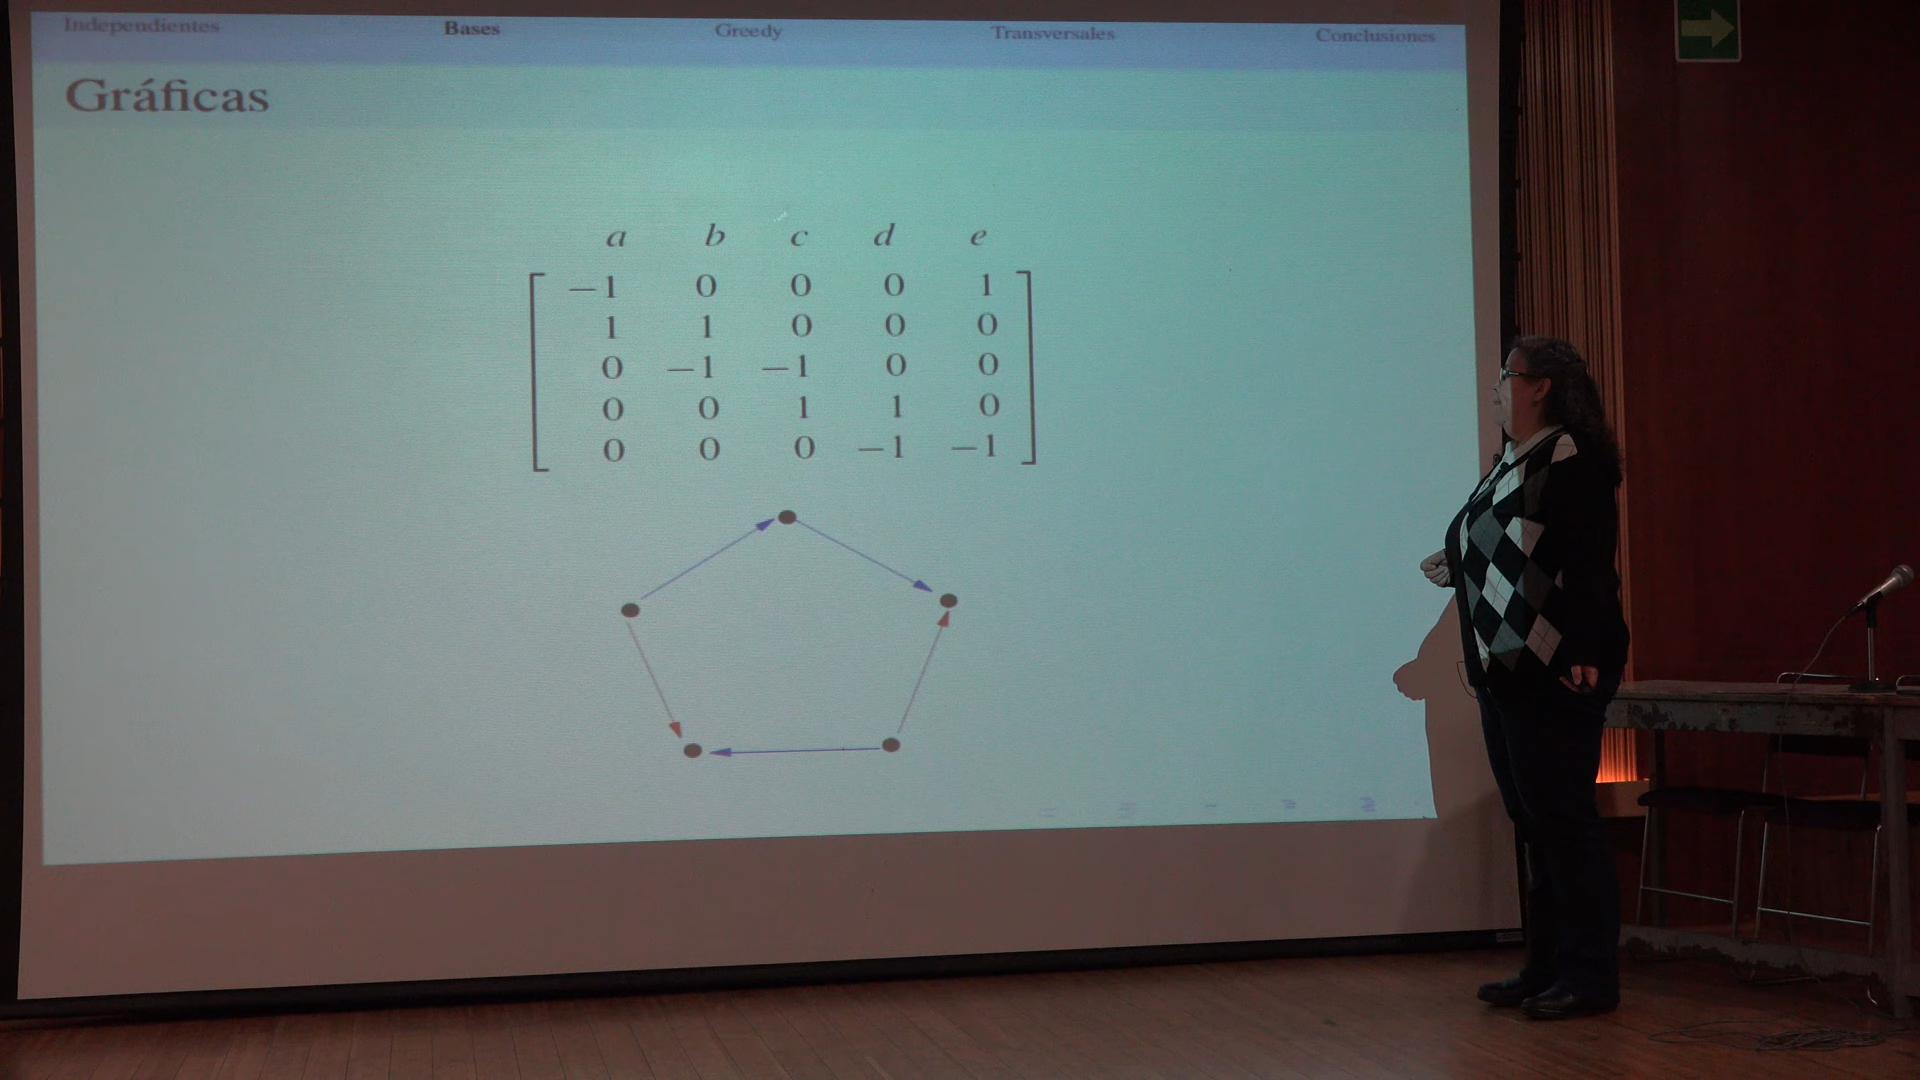 Independientes Bases Greedy Transversales Conclusiones
Gráficas
a b c d e
−1 0 0 0 1
1 1 0 0 0
0 −1 −1 0 0
0 0 1 1 0
0 0 0 −1 −1